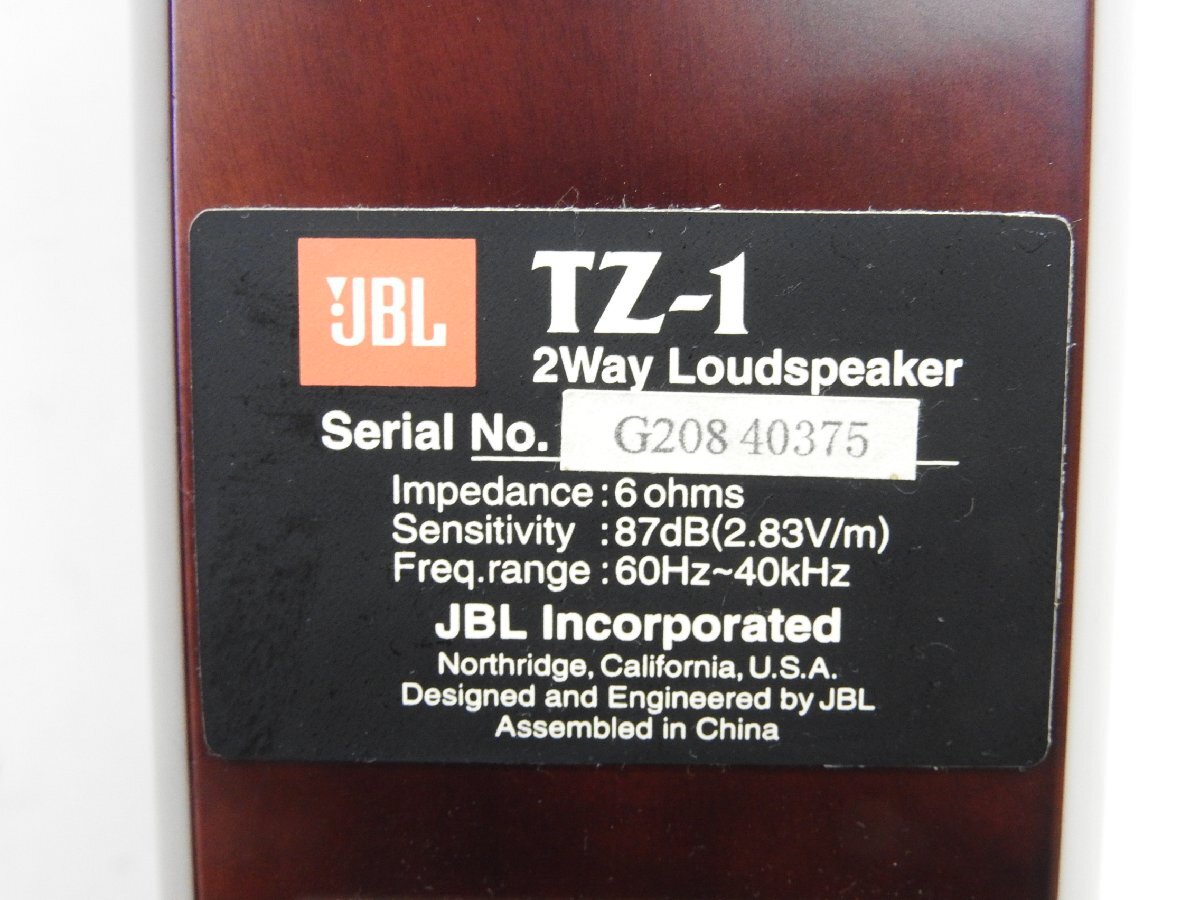 JBL
TZ-1
2Way Loudspeaker
Serial No. G208 40375
Impedance : 6 ohms
Sensitivity : 87dB(2.83V/m)
Freq.range : 60Hz~40kHz
JBL Incorporated
Northridge, California, U.S.A.
Designed and Engineered by JBL
Assembled in China